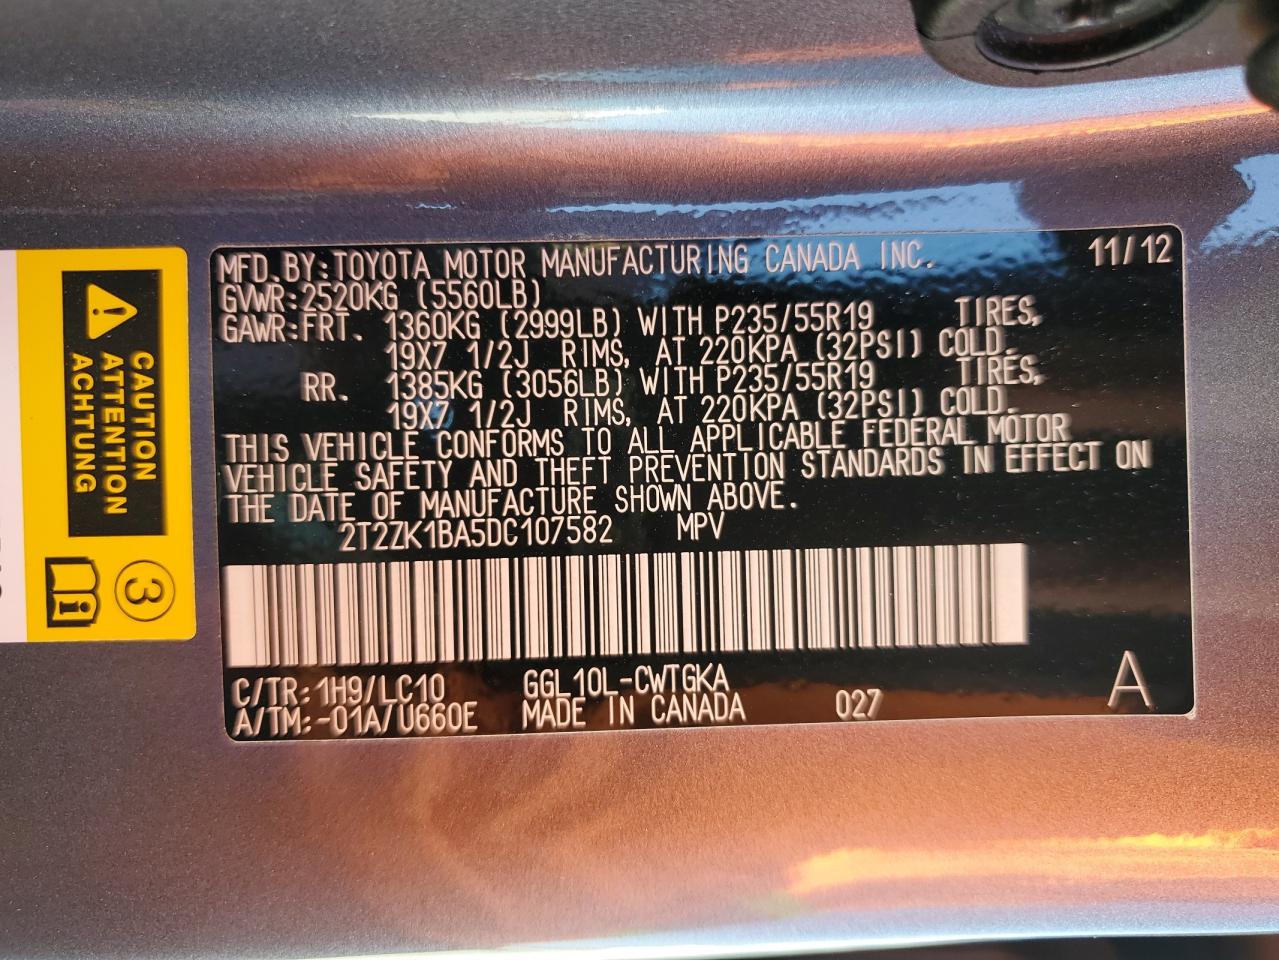 MFD.BY:TOYOTA MOTOR MANUFACTURING CANADA INC. 11/12
GVWR:2520KG (5560LB)
GAWR:FRT. 1360KG (2999LB) WITH P235/55R19 TIRES,
19X7 1/2J RIMS, AT 220KPA (32PSI) COLD.
RR. 1385KG (3056LB) WITH P235/55R19 TIRES,
19X7 1/2J RIMS, AT 220KPA (32PSI) COLD.
THIS VEHICLE CONFORMS TO ALL APPLICABLE FEDERAL MOTOR
VEHICLE SAFETY AND THEFT PREVENTION STANDARDS IN EFFECT ON
THE DATE OF MANUFACTURE SHOWN ABOVE.
2T2ZK1BA5DC107582 MPV
C/TR:1H9/LC10 GGL10L-CWTGKA
A/TM:-01A/U660E MADE IN CANADA 027 A
CAUTION
ATTENTION
ACHTUNG
3